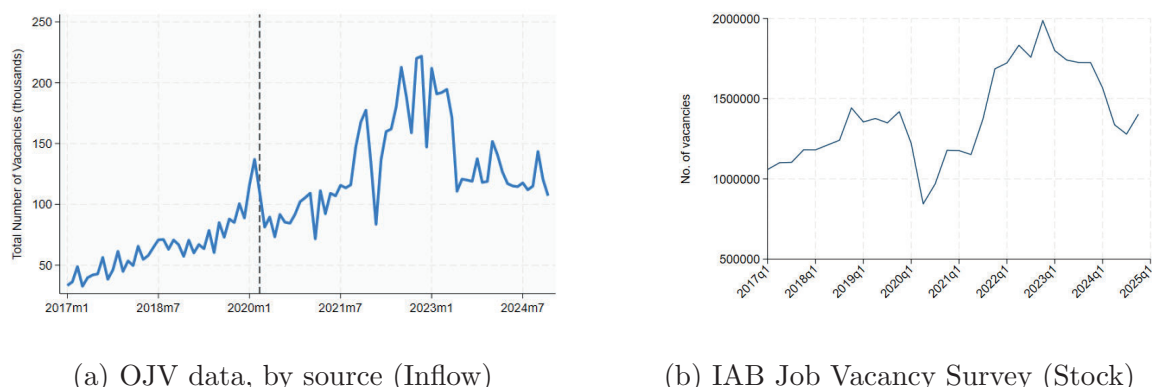 Total Number of Vacancies (thousands)
250
200
150
100
50
2017m1
2018m7
2020m1
2021m7
2023m1
2024m7
(a) OJV data, by source (Inflow)
No. of vacancies
2000000
1500000
1000000
500000
2017q1
2018q1
2019q1
2020q1
2021q1
2022q1
2023q1
2024q1
2025q1
(b) IAB Job Vacancy Survey (Stock)